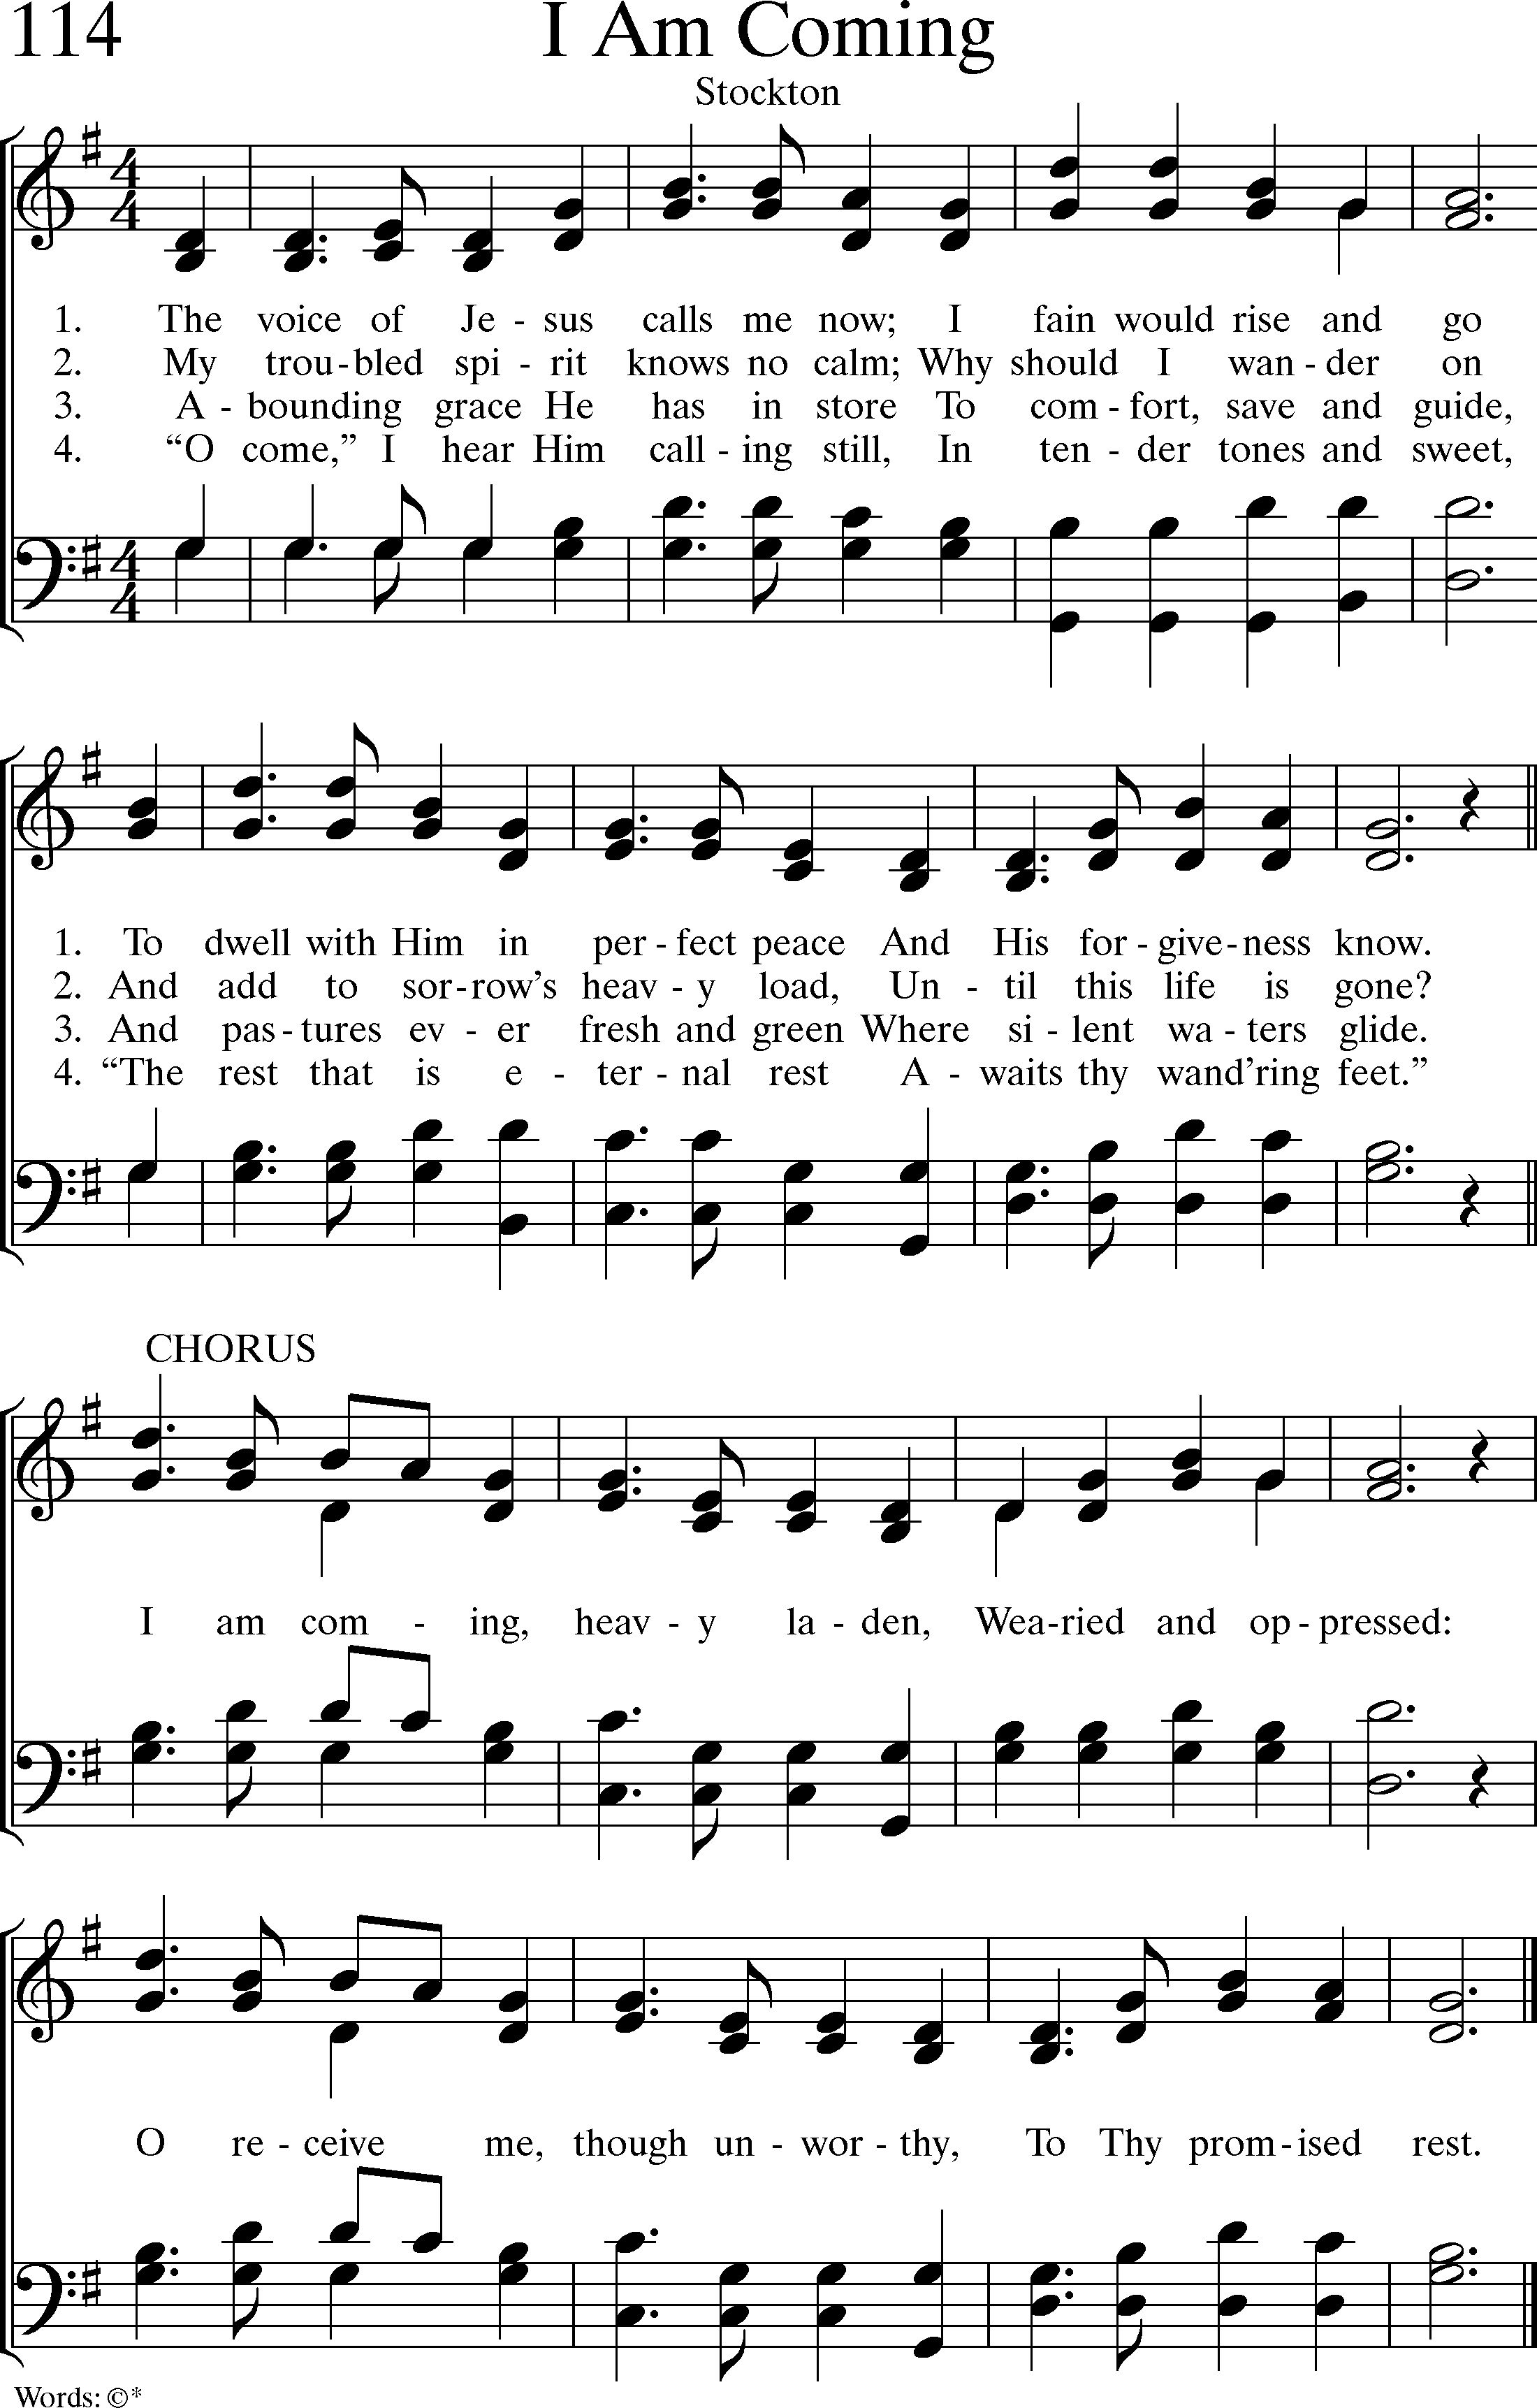 114 I Am Coming
Stockton
4 4
1. The voice of Je - sus calls me now; I fain would rise and go
2. My trou - bled spi - rit knows no calm; Why should I wan - der on
3. A - bounding grace He has in store To com - fort, save and guide,
4. “O come,” I hear Him call - ing still, In ten - der tones and sweet,
4 4
1. To dwell with Him in per - fect peace And His for - give - ness know.
2. And add to sor - row’s heav - y load, Un - til this life is gone?
3. And pas - tures ev - er fresh and green Where si - lent wa - ters glide.
4. “The rest that is e - ter - nal rest A - waits thy wand’ring feet.”
CHORUS
I am com - ing, heav - y la - den, Wea - ried and op - pressed:
O re - ceive me, though un - wor - thy, To Thy prom - ised rest.
Words: ©*